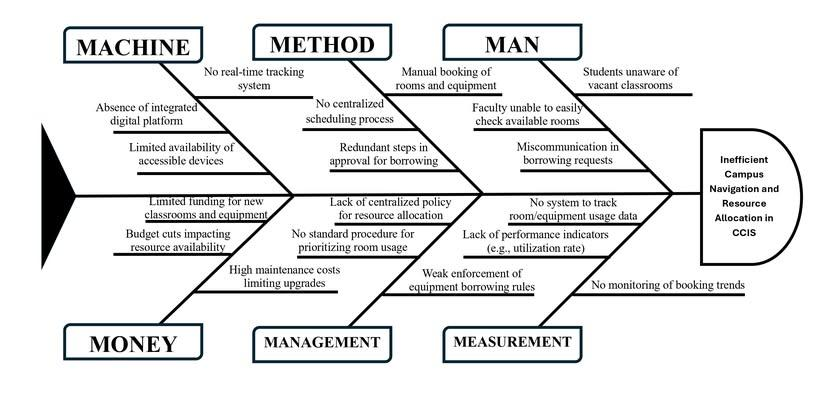 MACHINE
METHOD
MAN
No real-time tracking
system
Absence of integrated
digital platform
Limited availability of
accessible devices
Manual booking of
rooms and equipment
No centralized
scheduling process
Redundant steps in
approval for borrowing
Students unaware of
vacant classrooms
Faculty unable to easily
check available rooms
Miscommunication in
borrowing requests
Inefficient
Campus
Navigation and
Resource
Allocation in
CCIS
Limited funding for new
classrooms and equipment
Budget cuts impacting
resource availability
High maintenance costs
limiting upgrades
Lack of centralized policy
for resource allocation
No standard procedure for
prioritizing room usage
Weak enforcement of
equipment borrowing rules
No system to track
room/equipment usage data
Lack of performance indicators
(e.g., utilization rate)
No monitoring of booking trends
MONEY
MANAGEMENT
MEASUREMENT